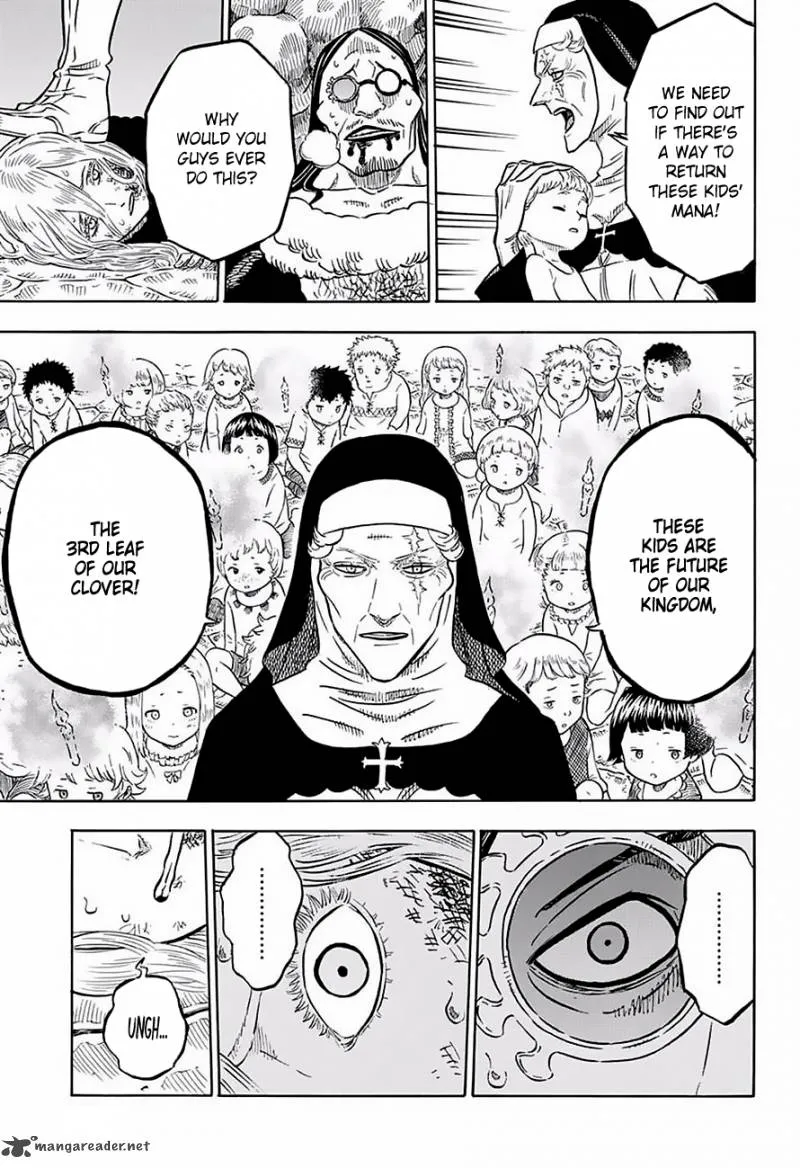 WE NEED
TO FIND OUT
IF THERE'S
A WAY TO
RETURN
THESE KIDS'
MANA!
WHY
WOULD YOU
GUYS EVER
DO THIS?
THESE
KIDS ARE
THE FUTURE
OF OUR
KINGDOM,
THE
3RD LEAF
OF OUR
CLOVER!
.........
.........
UNGH...
mangareader.net